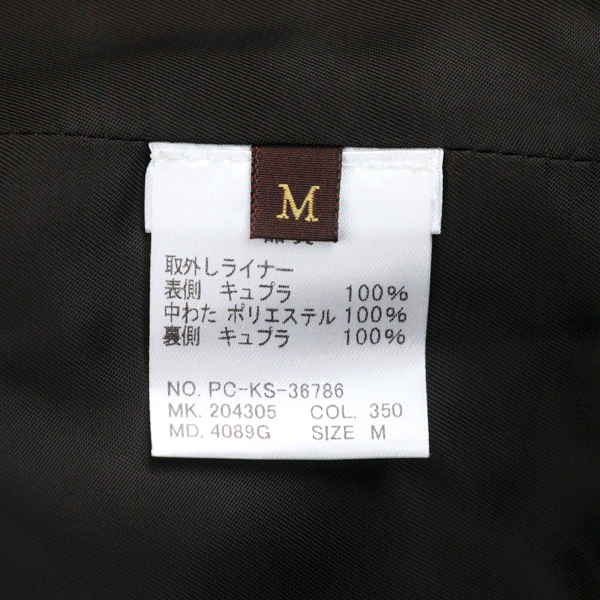 M
取外しライナー
表側 キュプラ 100%
中わた ポリエステル 100%
裏側 キュプラ 100%
NO. PC-KS-36786
MK. 204305 COL. 350
MD. 4089G SIZE M